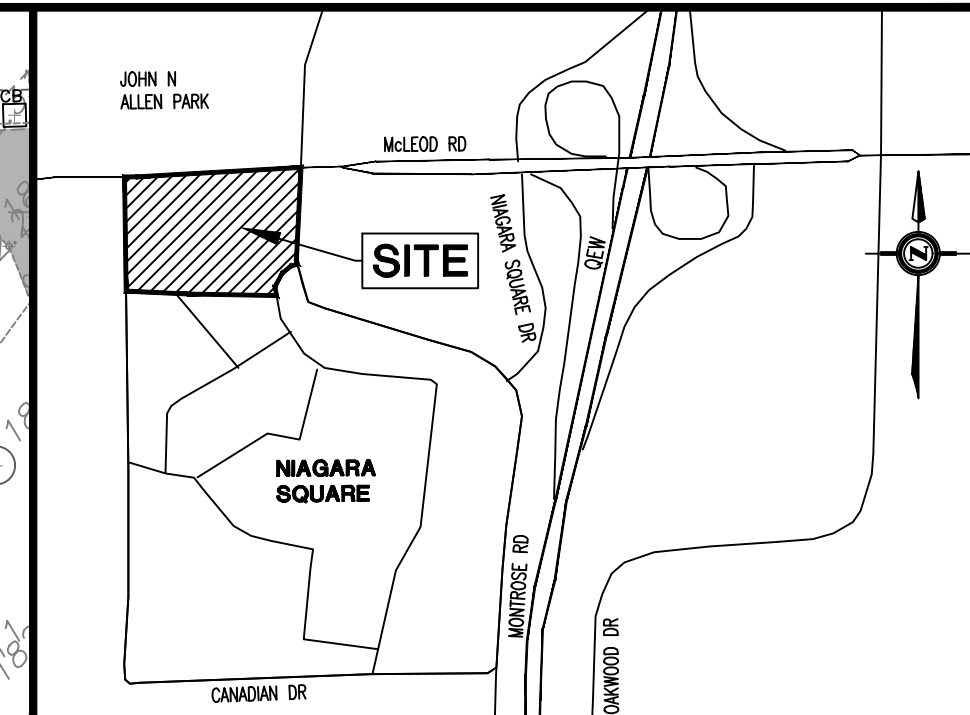 CB
JOHN N
ALLEN PARK
McLEOD RD
NIAGARA SQUARE DR
QEW
SITE
N
NIAGARA
SQUARE
MONTROSE RD
OAKWOOD DR
CANADIAN DR
18